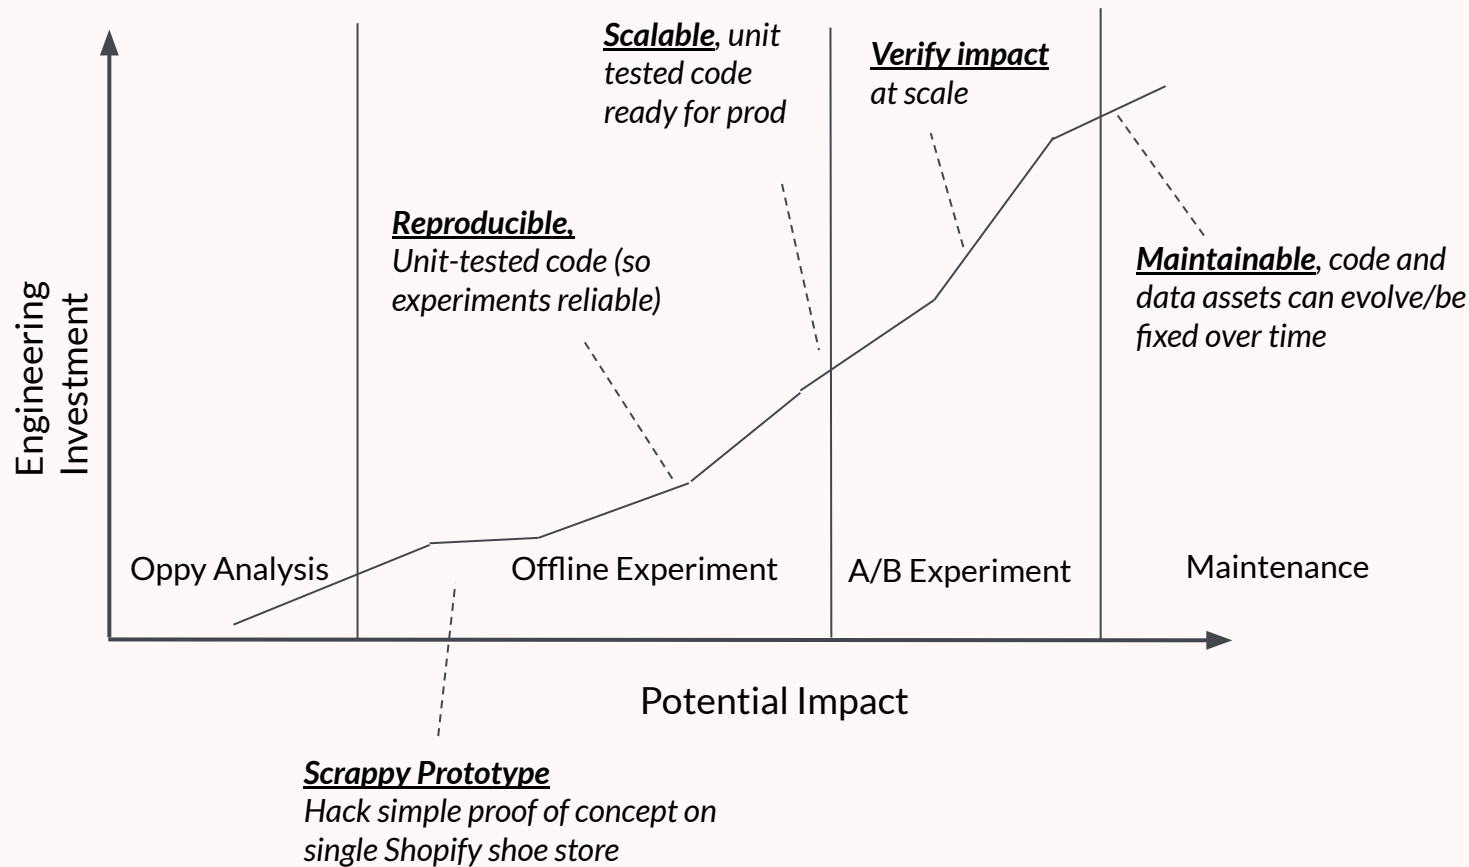 Scalable, unit
tested code
ready for prod
Verify impact
at scale
Reproducible,
Unit-tested code (so
experiments reliable)
Maintainable, code and
data assets can evolve/be
fixed over time
Engineering
Investment
Oppy Analysis
Offline Experiment
A/B Experiment
Maintenance
Potential Impact
Scrappy Prototype
Hack simple proof of concept on
single Shopify shoe store